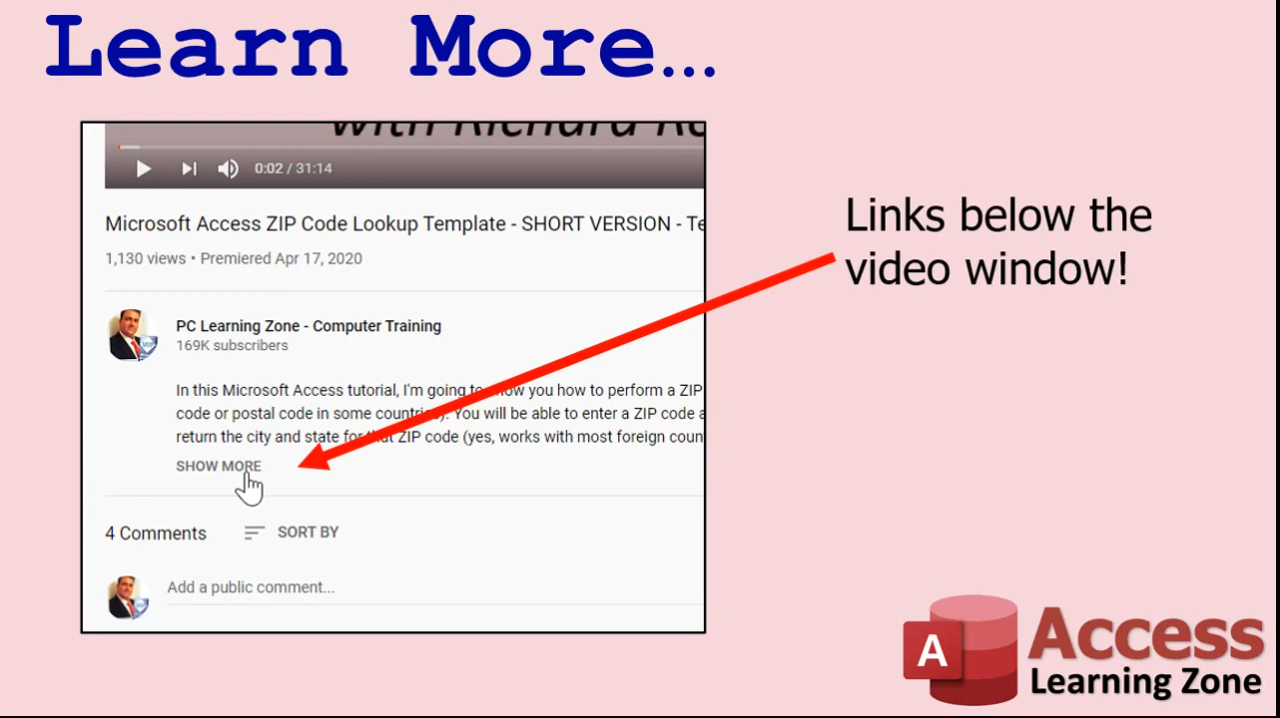 Learn More...
with Richard
0:02 / 31:14
Microsoft Access ZIP Code Lookup Template - SHORT VERSION - Te
1,130 views • Premiered Apr 17, 2020
PC Learning Zone - Computer Training
169K subscribers
In this Microsoft Access tutorial, I'm going to show you how to perform a ZIP
code or postal code in some countries). You will be able to enter a ZIP code a
return the city and state for that ZIP code (yes, works with most foreign coun
SHOW MORE
4 Comments
SORT BY
Add a public comment...
Links below the
video window!
A
Access
Learning Zone